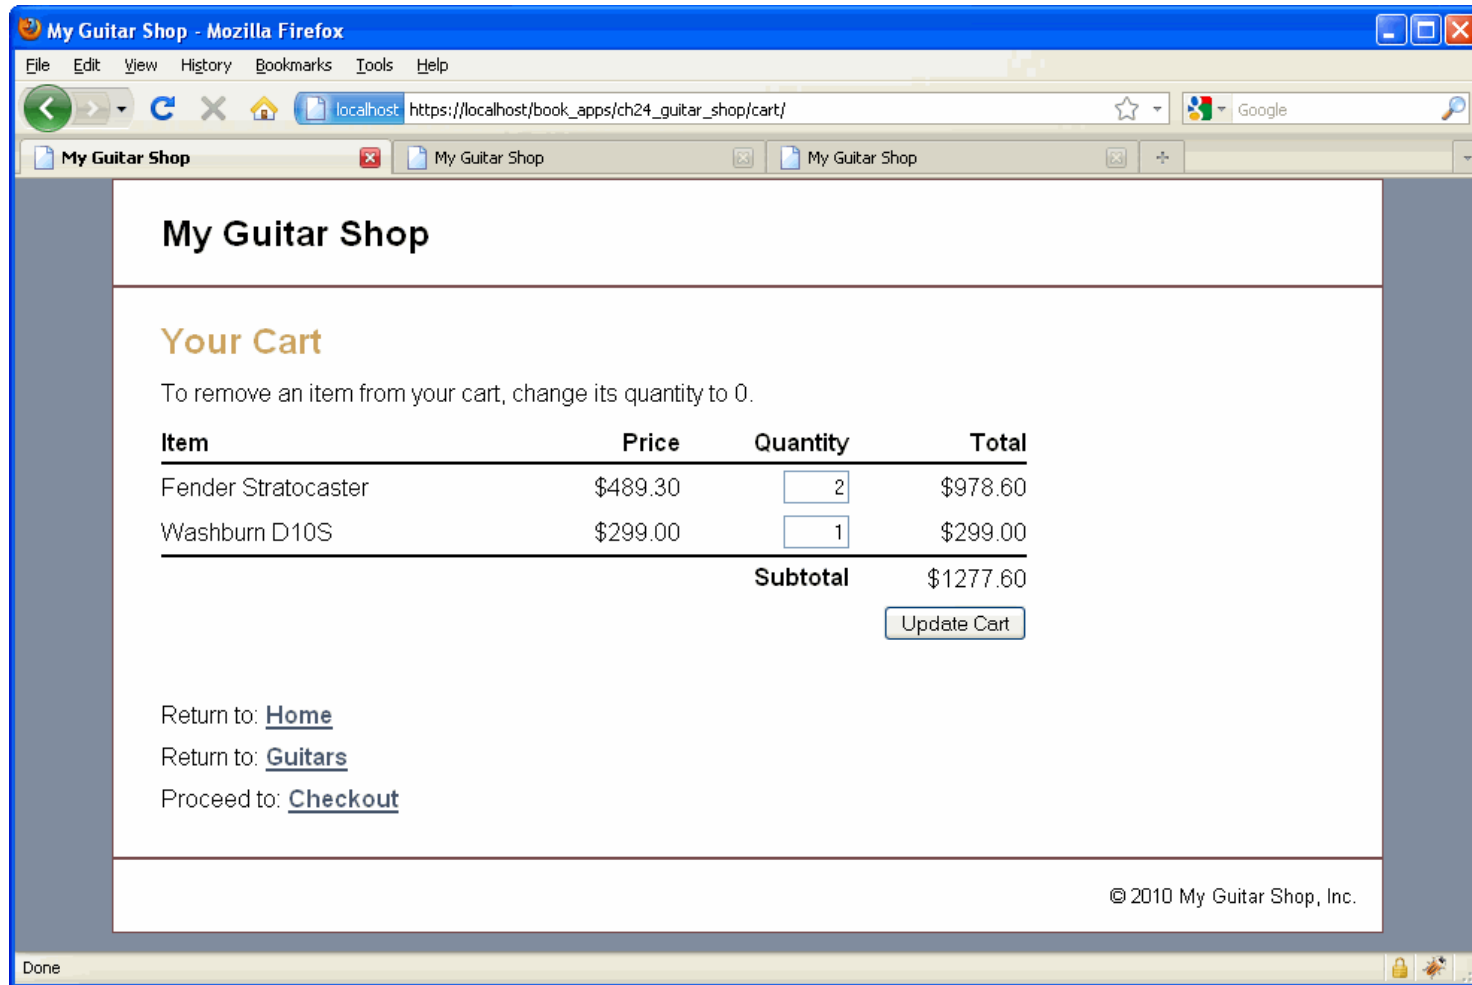 My Guitar Shop - Mozilla Firefox
File Edit View History Bookmarks Tools Help
localhost https://localhost/book_apps/ch24_guitar_shop/cart/ Google
My Guitar Shop My Guitar Shop My Guitar Shop
My Guitar Shop
Your Cart
To remove an item from your cart, change its quantity to 0.
Item Price Quantity Total
Fender Stratocaster $489.30 2 $978.60
Washburn D10S $299.00 1 $299.00
Subtotal $1277.60
Update Cart
Return to: Home
Return to: Guitars
Proceed to: Checkout
© 2010 My Guitar Shop, Inc.
Done